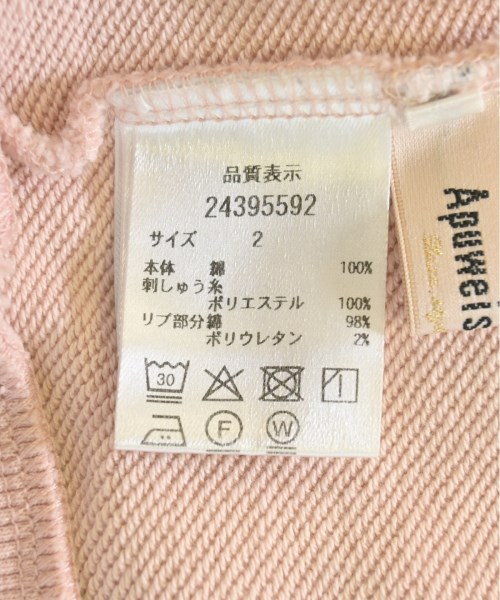 品質表示
24395592
サイズ 2
本体 綿 100%
刺しゅう糸
ポリエステル 100%
リブ部分綿 98%
ポリウレタン 2%
30
F W
Apuweis